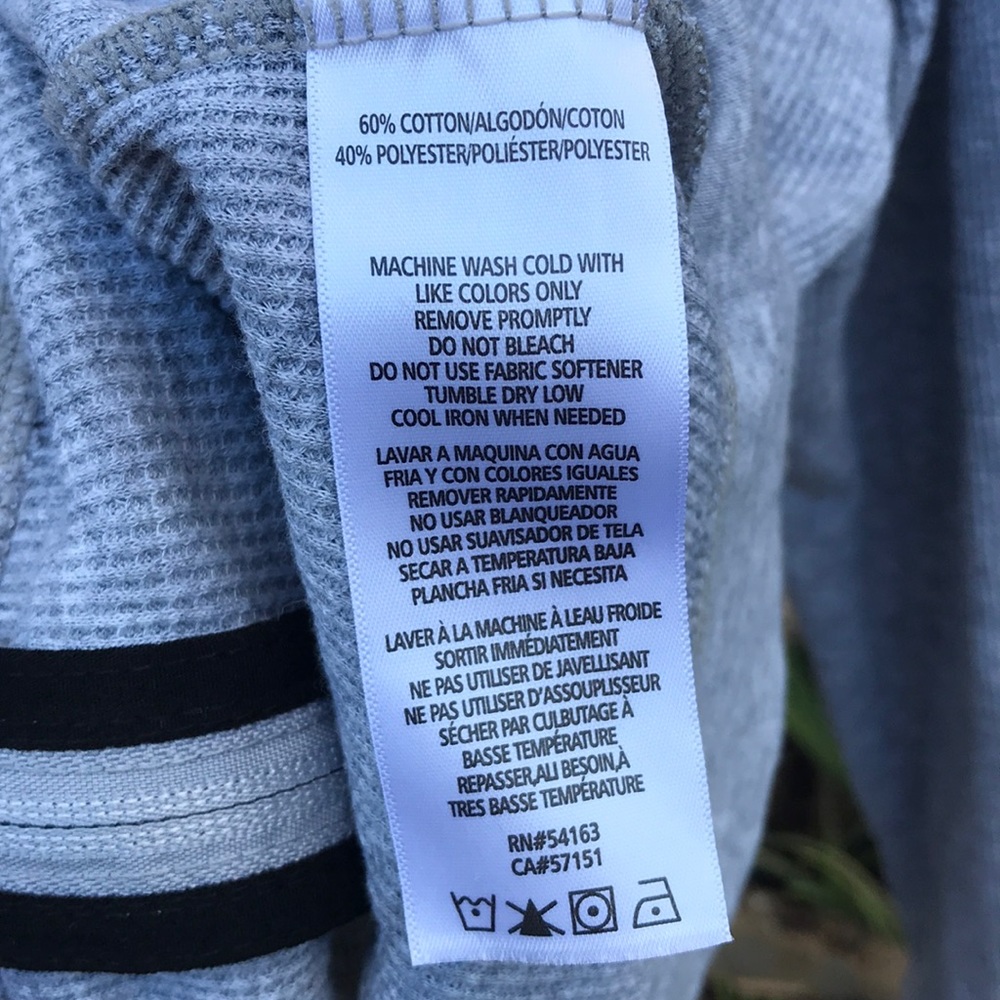 60% COTTON/ALGODÓN/COTON
40% POLYESTER/POLIÉSTER/POLYESTER
MACHINE WASH COLD WITH
LIKE COLORS ONLY
REMOVE PROMPTLY
DO NOT BLEACH
DO NOT USE FABRIC SOFTENER
TUMBLE DRY LOW
COOL IRON WHEN NEEDED
LAVAR A MAQUINA CON AGUA
FRIA Y CON COLORES IGUALES
REMOVER RAPIDAMENTE
NO USAR BLANQUEADOR
NO USAR SUAVISADOR DE TELA
SECAR A TEMPERATURA BAJA
PLANCHA FRIA SI NECESITA
LAVER À LA MACHINE À LEAU FROIDE
SORTIR IMMÉDIATEMENT
NE PAS UTILISER DE JAVELLISANT
NE PAS UTILISER D'ASSOUPLISSEUR
SÉCHER PAR CULBUTAGE À
BASSE TEMPÉRATURE
REPASSER,ALI BESOIN,À
TRES BASSE TEMPÉRATURE
RN#54163
CA#57151